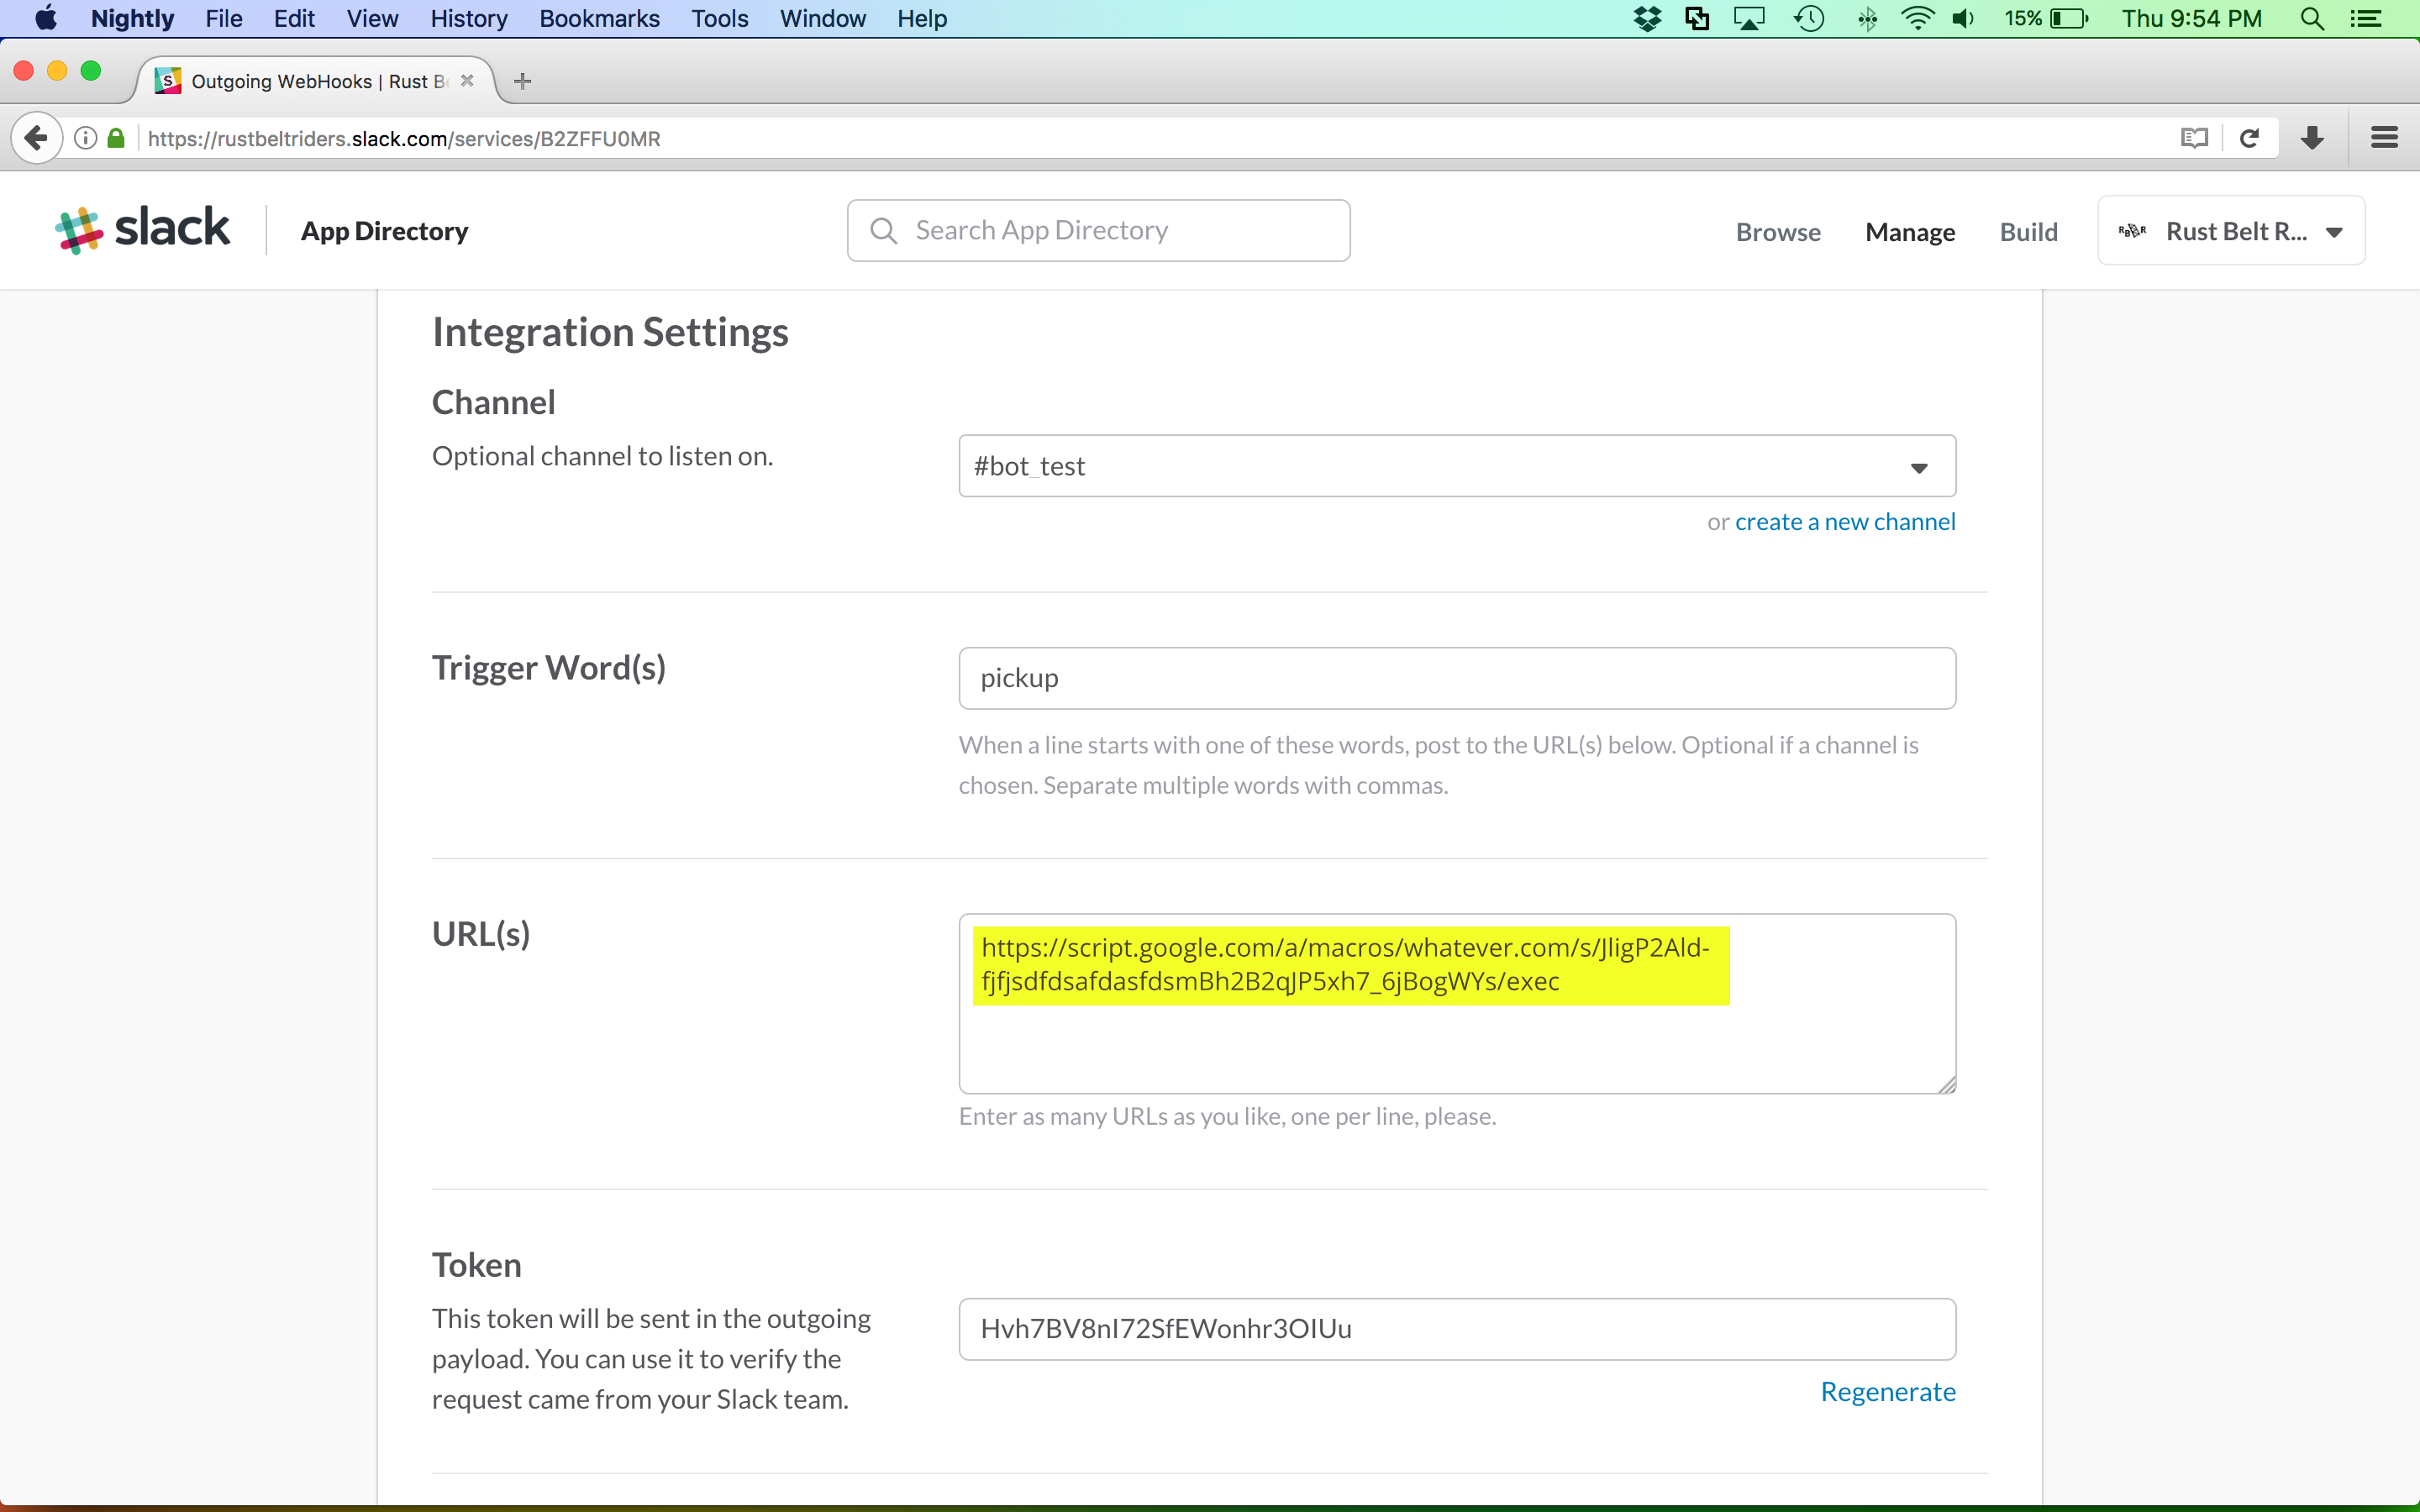 Nightly File Edit View History Bookmarks Tools Window Help 15% Thu 9:54 PM
Outgoing WebHooks | Rust B
https://rustbeltriders.slack.com/services/B2ZFFU0MR
slack App Directory Search App Directory Browse Manage Build Rust Belt R...
Integration Settings
Channel
Optional channel to listen on.
#bot_test
or create a new channel
Trigger Word(s)
pickup
When a line starts with one of these words, post to the URL(s) below. Optional if a channel is
chosen. Separate multiple words with commas.
URL(s)
https://script.google.com/a/macros/whatever.com/s/JligP2Ald-
fjfjsdfdsafdasfdsmBh2B2qJP5xh7_6jBogWYs/exec
Enter as many URLs as you like, one per line, please.
Token
This token will be sent in the outgoing
payload. You can use it to verify the
request came from your Slack team.
Hvh7BV8nI72SfEWonhr3OIUu
Regenerate